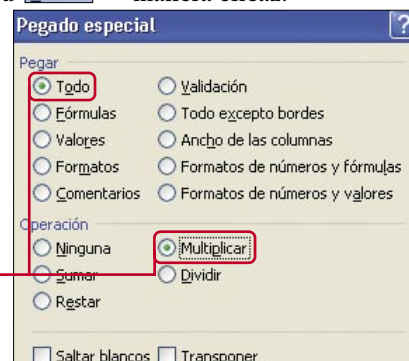 Pegado especial ?
Pegar
Todo Validación
Fórmulas Todo excepto bordes
Valores Ancho de las columnas
Formatos Formatos de números y fórmulas
Comentarios Formatos de números y valores
Operación
Ninguna Multiplicar
Sumar Dividir
Restar
Saltar blancos Transponer